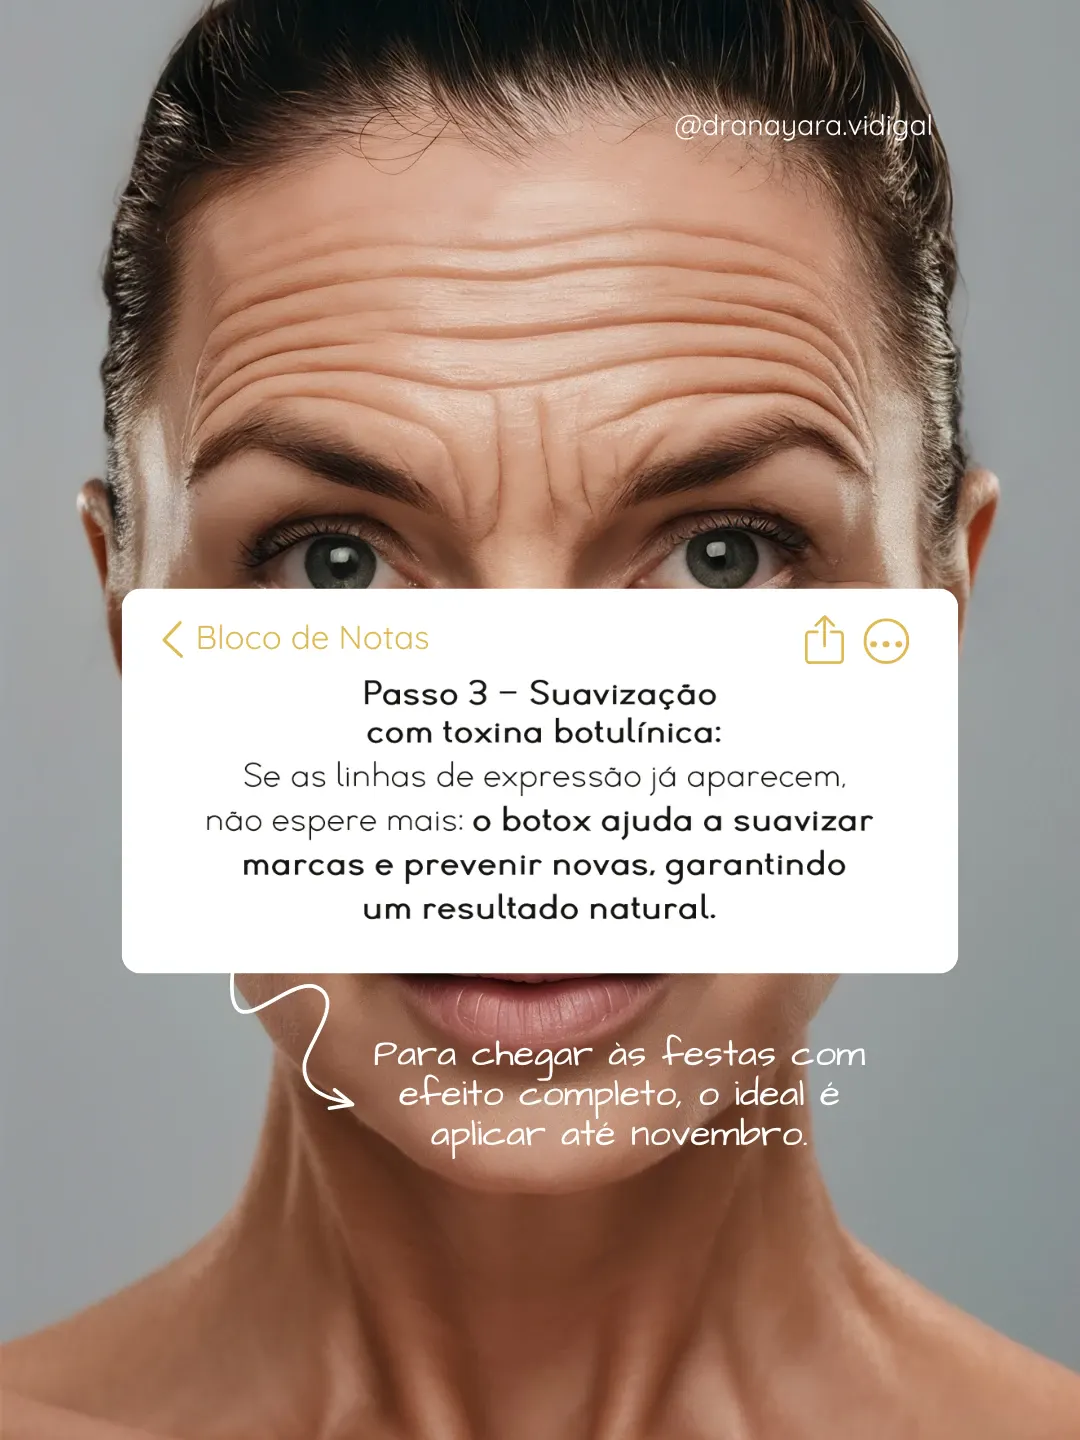 @dranayara.vidigal
Bloco de Notas
Passo 3 – Suavização
com toxina botulínica:
Se as linhas de expressão já aparecem,
não espere mais: o botox ajuda a suavizar
marcas e prevenir novas, garantindo
um resultado natural.
Para chegar às festas com
efeito completo, o ideal é
aplicar até novembro.